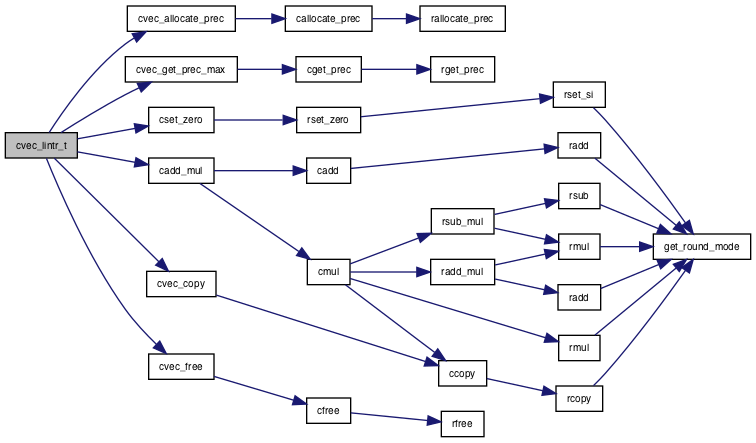 cvec_allocate_prec
callocate_prec
rallocate_prec
cvec_get_prec_max
cget_prec
rget_prec
rset_si
cset_zero
rset_zero
cvec_lintr_t
radd
cadd_mul
cadd
rsub
rsub_mul
rmul
get_round_mode
cmul
radd_mul
cvec_copy
radd
rmul
cvec_free
ccopy
rcopy
cfree
rfree